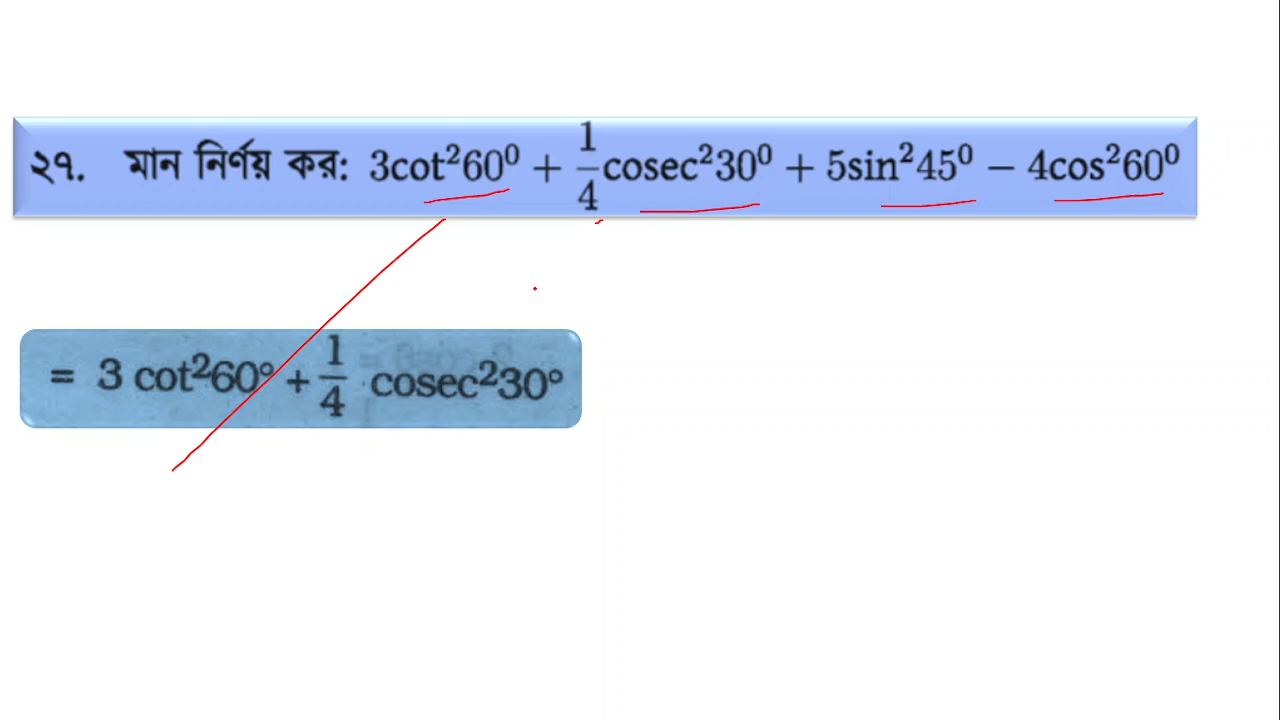 ২৭. মান নির্ণয় কর: 3cot²60⁰ + 1/4 cosec²30⁰ + 5sin²45⁰ − 4cos²60⁰
= 3 cot²60° + 1/4 cosec²30°